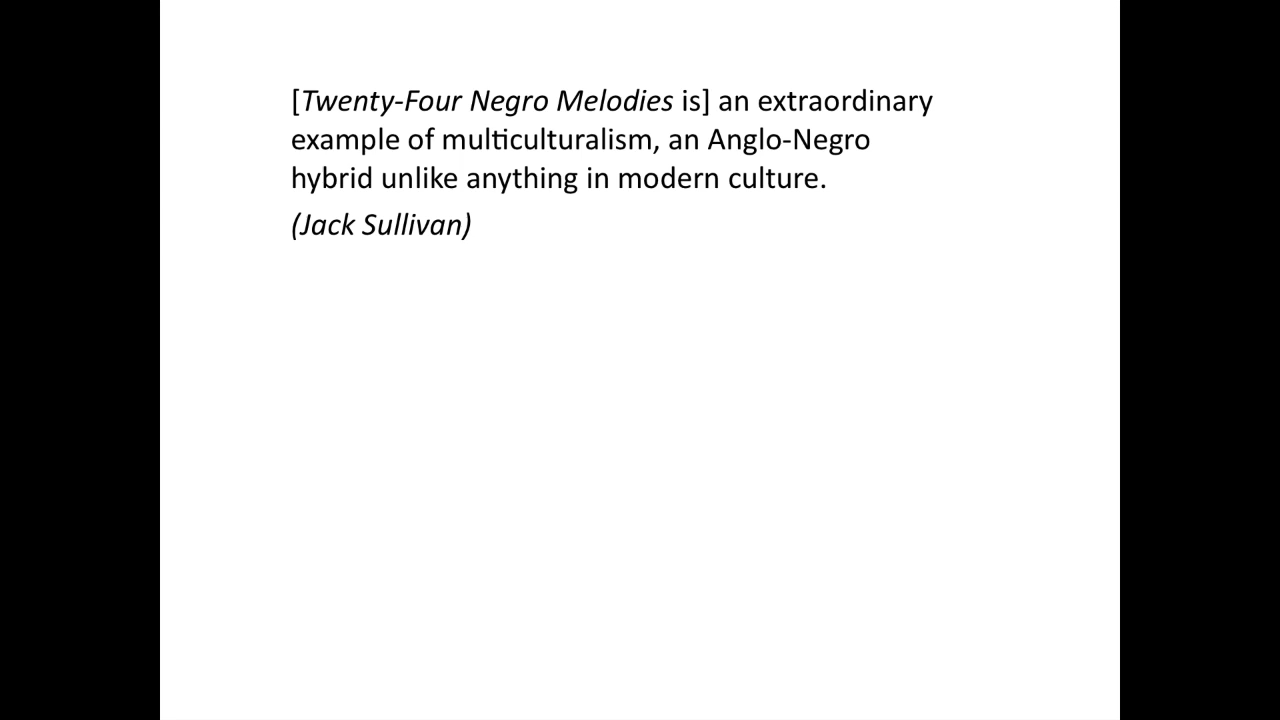 [Twenty-Four Negro Melodies is] an extraordinary
example of multiculturalism, an Anglo-Negro
hybrid unlike anything in modern culture.
(Jack Sullivan)